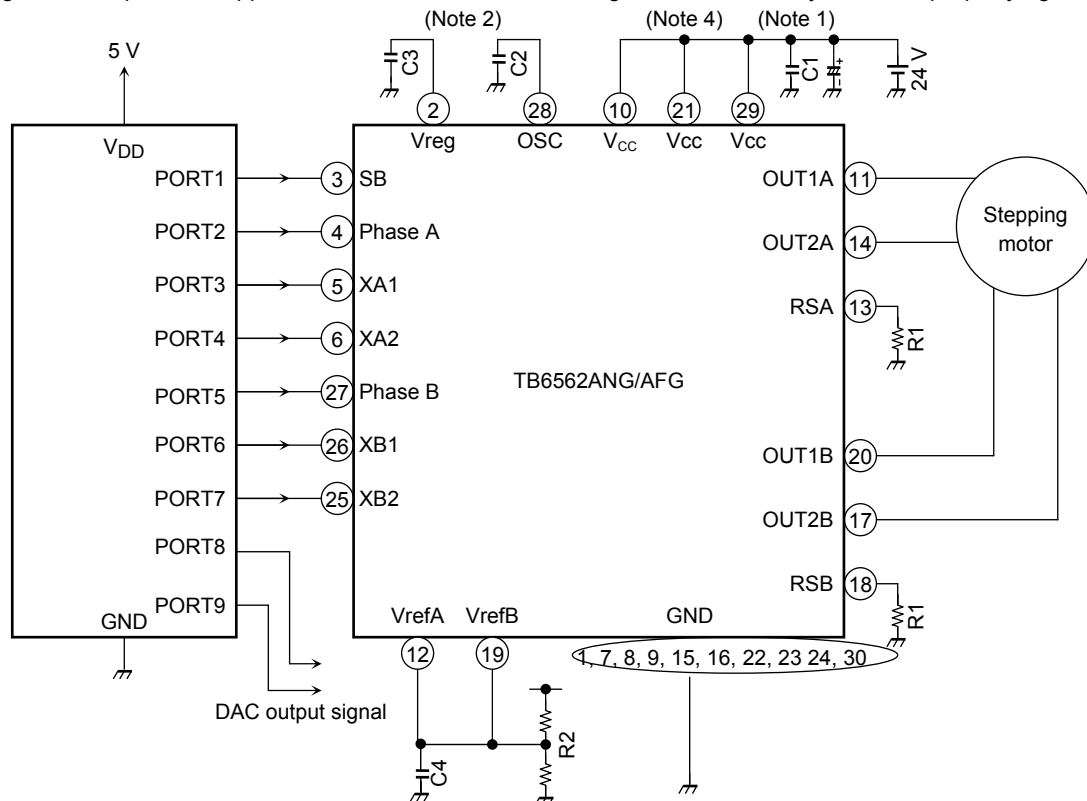 (Note 2)
(Note 4)
(Note 1)
5 V
C3
C2
C1
+
-
24 V
2
28
10
21
29
VDD
Vreg
OSC
VCC
Vcc
Vcc
PORT1
3
SB
OUT1A
11
PORT2
4
Phase A
OUT2A
14
Stepping
motor
PORT3
5
XA1
RSA
13
R1
PORT4
6
XA2
TB6562ANG/AFG
PORT5
27
Phase B
PORT6
26
XB1
OUT1B
20
PORT7
25
XB2
OUT2B
17
PORT8
RSB
18
R1
PORT9
GND
VrefA
VrefB
GND
12
19
1, 7, 8, 9, 15, 16, 22, 23 24, 30
DAC output signal
R2
C4